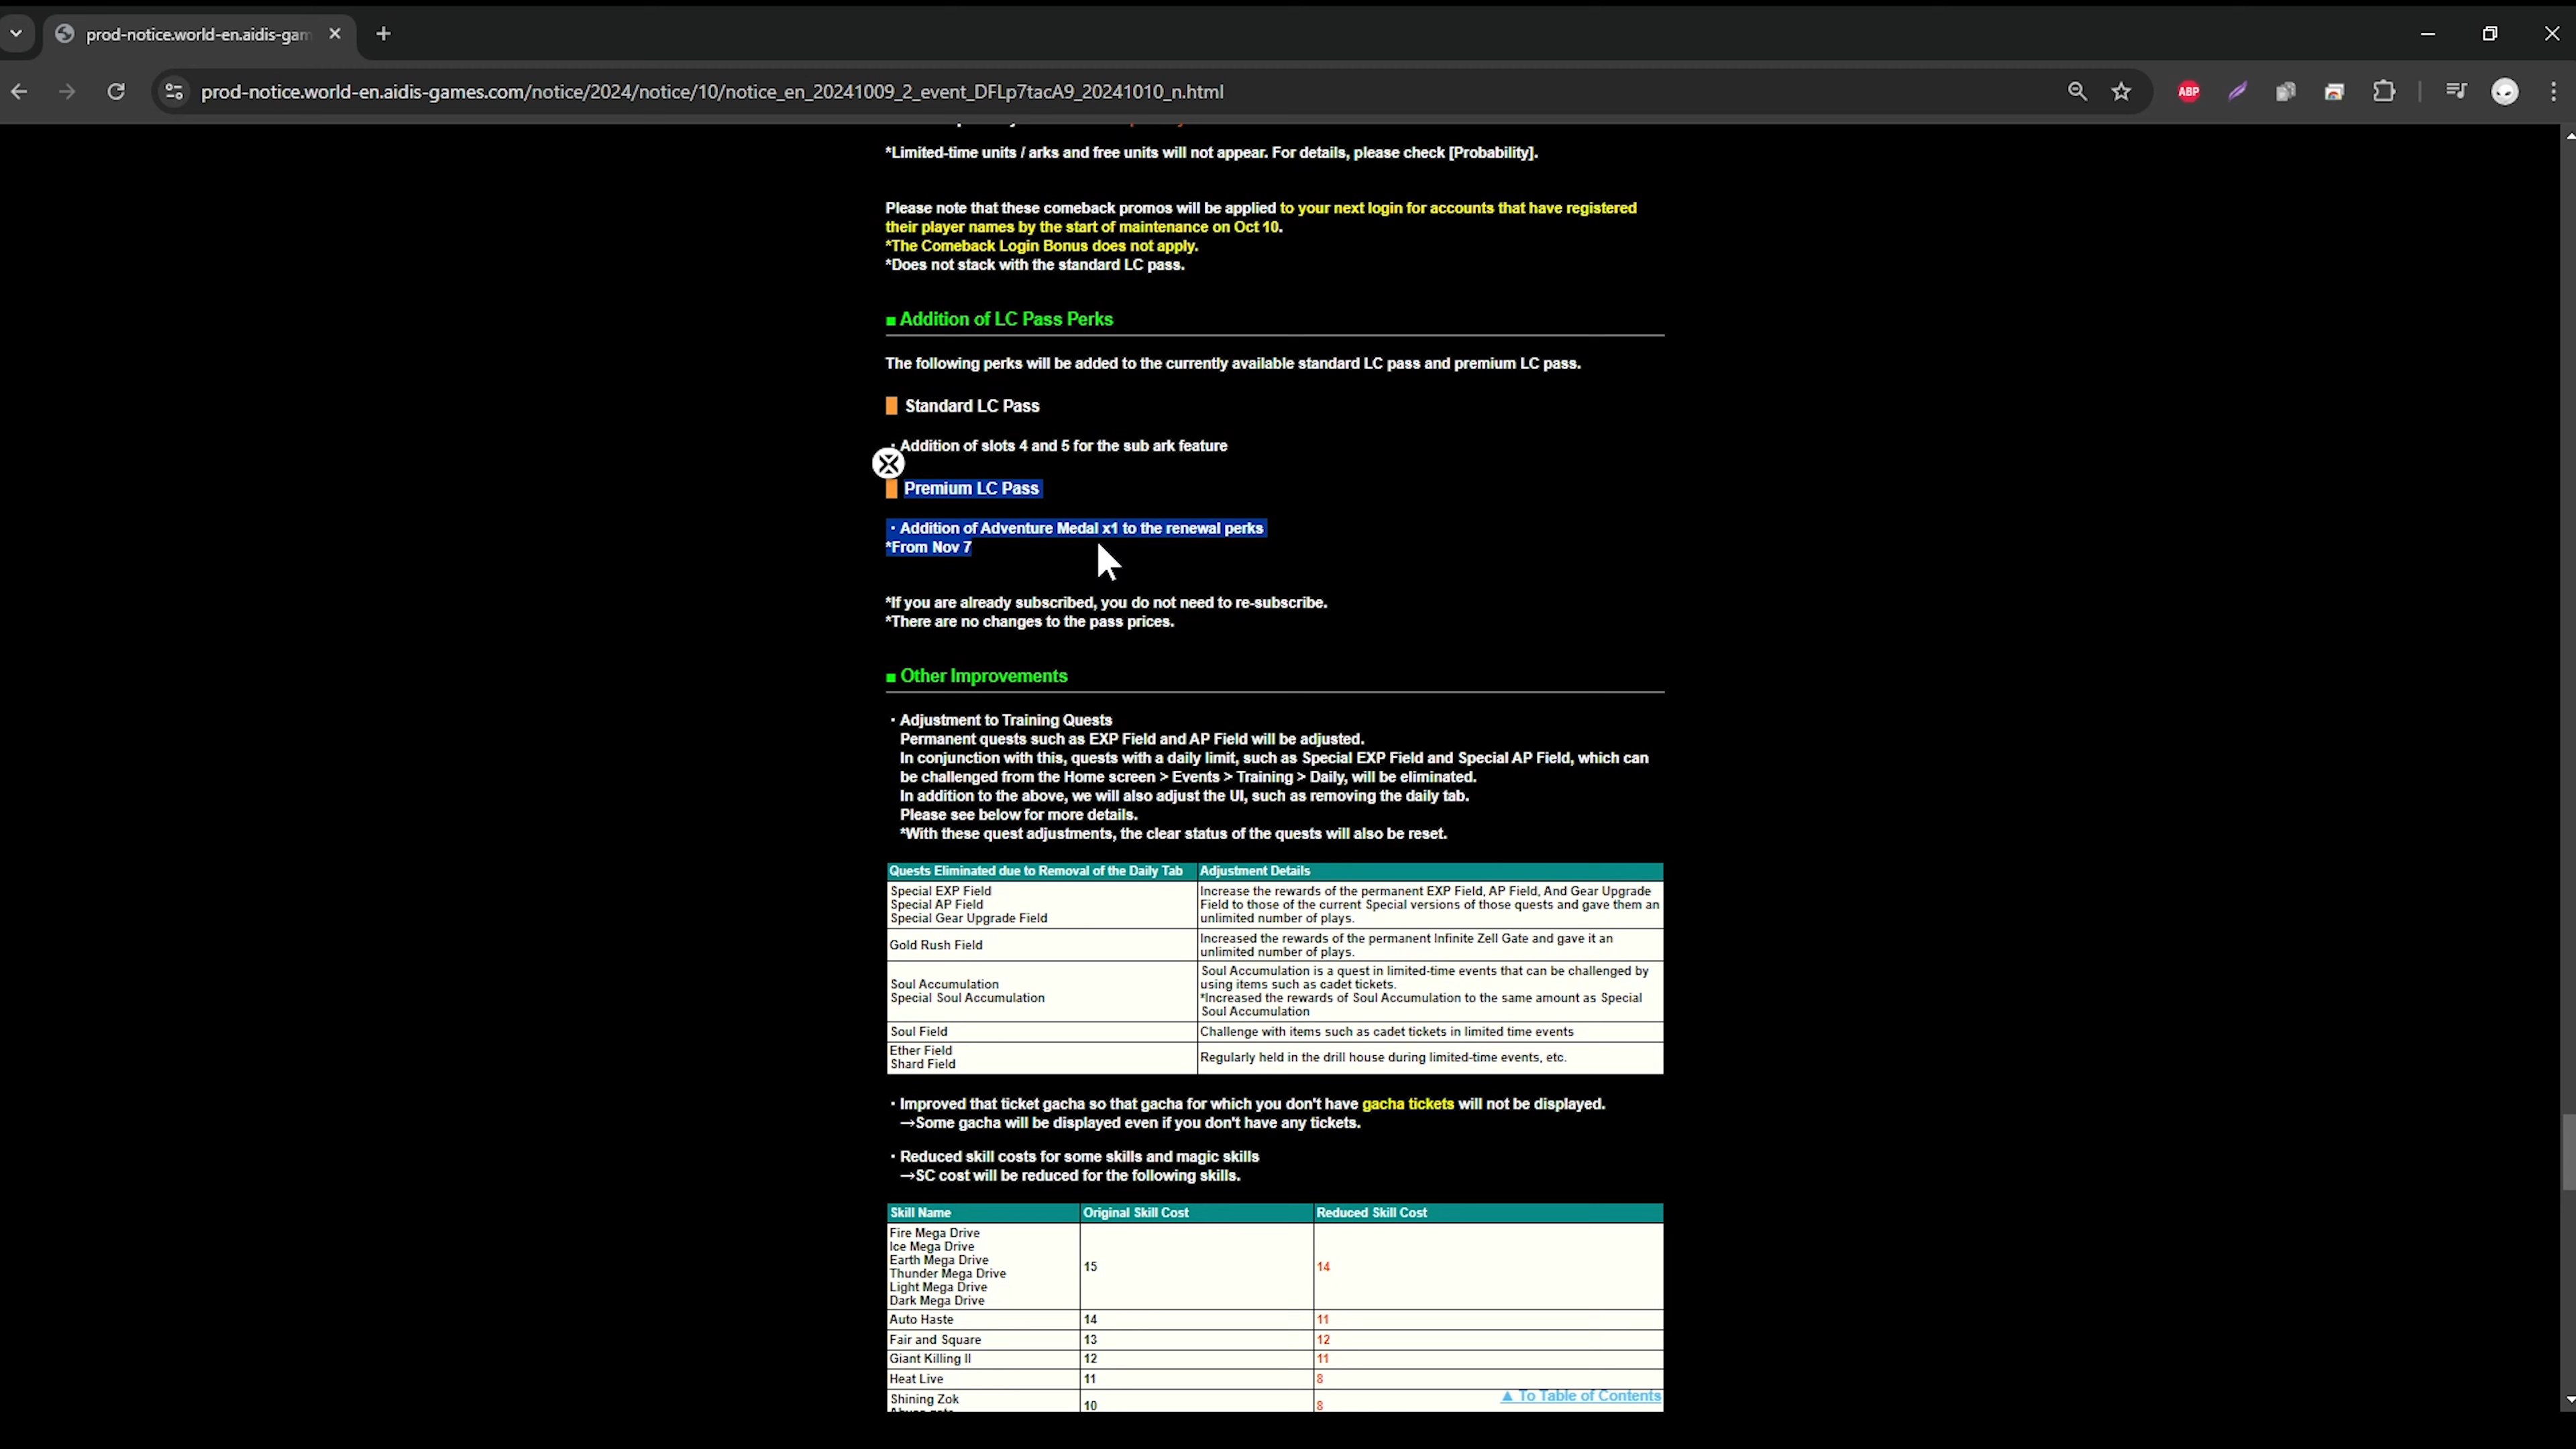 prod-notice.world-en.aidis-gam
prod-notice.world-en.aidis-games.com/notice/2024/notice/10/notice_en_20241009_2_event_DFLp7tacA9_20241010_n.html
ABP
*Limited-time units / arks and free units will not appear. For details, please check [Probability].
Please note that these comeback promos will be applied to your next login for accounts that have registered
their player names by the start of maintenance on Oct 10.
*The Comeback Login Bonus does not apply.
*Does not stack with the standard LC pass.
■ Addition of LC Pass Perks
The following perks will be added to the currently available standard LC pass and premium LC pass.
Standard LC Pass
・Addition of slots 4 and 5 for the sub ark feature
Premium LC Pass
・Addition of Adventure Medal x1 to the renewal perks
*From Nov 7
*If you are already subscribed, you do not need to re-subscribe.
*There are no changes to the pass prices.
■ Other Improvements
・Adjustment to Training Quests
Permanent quests such as EXP Field and AP Field will be adjusted.
In conjunction with this, quests with a daily limit, such as Special EXP Field and Special AP Field, which can
be challenged from the Home screen > Events > Training > Daily, will be eliminated.
In addition to the above, we will also adjust the UI, such as removing the daily tab.
Please see below for more details.
*With these quest adjustments, the clear status of the quests will also be reset.
Quests Eliminated due to Removal of the Daily Tab Adjustment Details
Special EXP Field
Special AP Field
Special Gear Upgrade Field
Increase the rewards of the permanent EXP Field, AP Field, And Gear Upgrade
Field to those of the current Special versions of those quests and gave them an
unlimited number of plays.
Gold Rush Field
Increased the rewards of the permanent Infinite Zell Gate and gave it an
unlimited number of plays.
Soul Accumulation
Special Soul Accumulation
Soul Accumulation is a quest in limited-time events that can be challenged by
using items such as cadet tickets.
*Increased the rewards of Soul Accumulation to the same amount as Special
Soul Accumulation
Soul Field
Challenge with items such as cadet tickets in limited time events
Ether Field
Shard Field
Regularly held in the drill house during limited-time events, etc.
・Improved that ticket gacha so that gacha for which you don't have gacha tickets will not be displayed.
→Some gacha will be displayed even if you don't have any tickets.
・Reduced skill costs for some skills and magic skills
→SC cost will be reduced for the following skills.
Skill Name Original Skill Cost Reduced Skill Cost
Fire Mega Drive
Ice Mega Drive
Earth Mega Drive
Thunder Mega Drive
Light Mega Drive
Dark Mega Drive
15 14
Auto Haste 14 11
Fair and Square 13 12
Giant Killing II 12 11
Heat Live 11 8
Shining Zok
10 8
▲ To Table of Contents